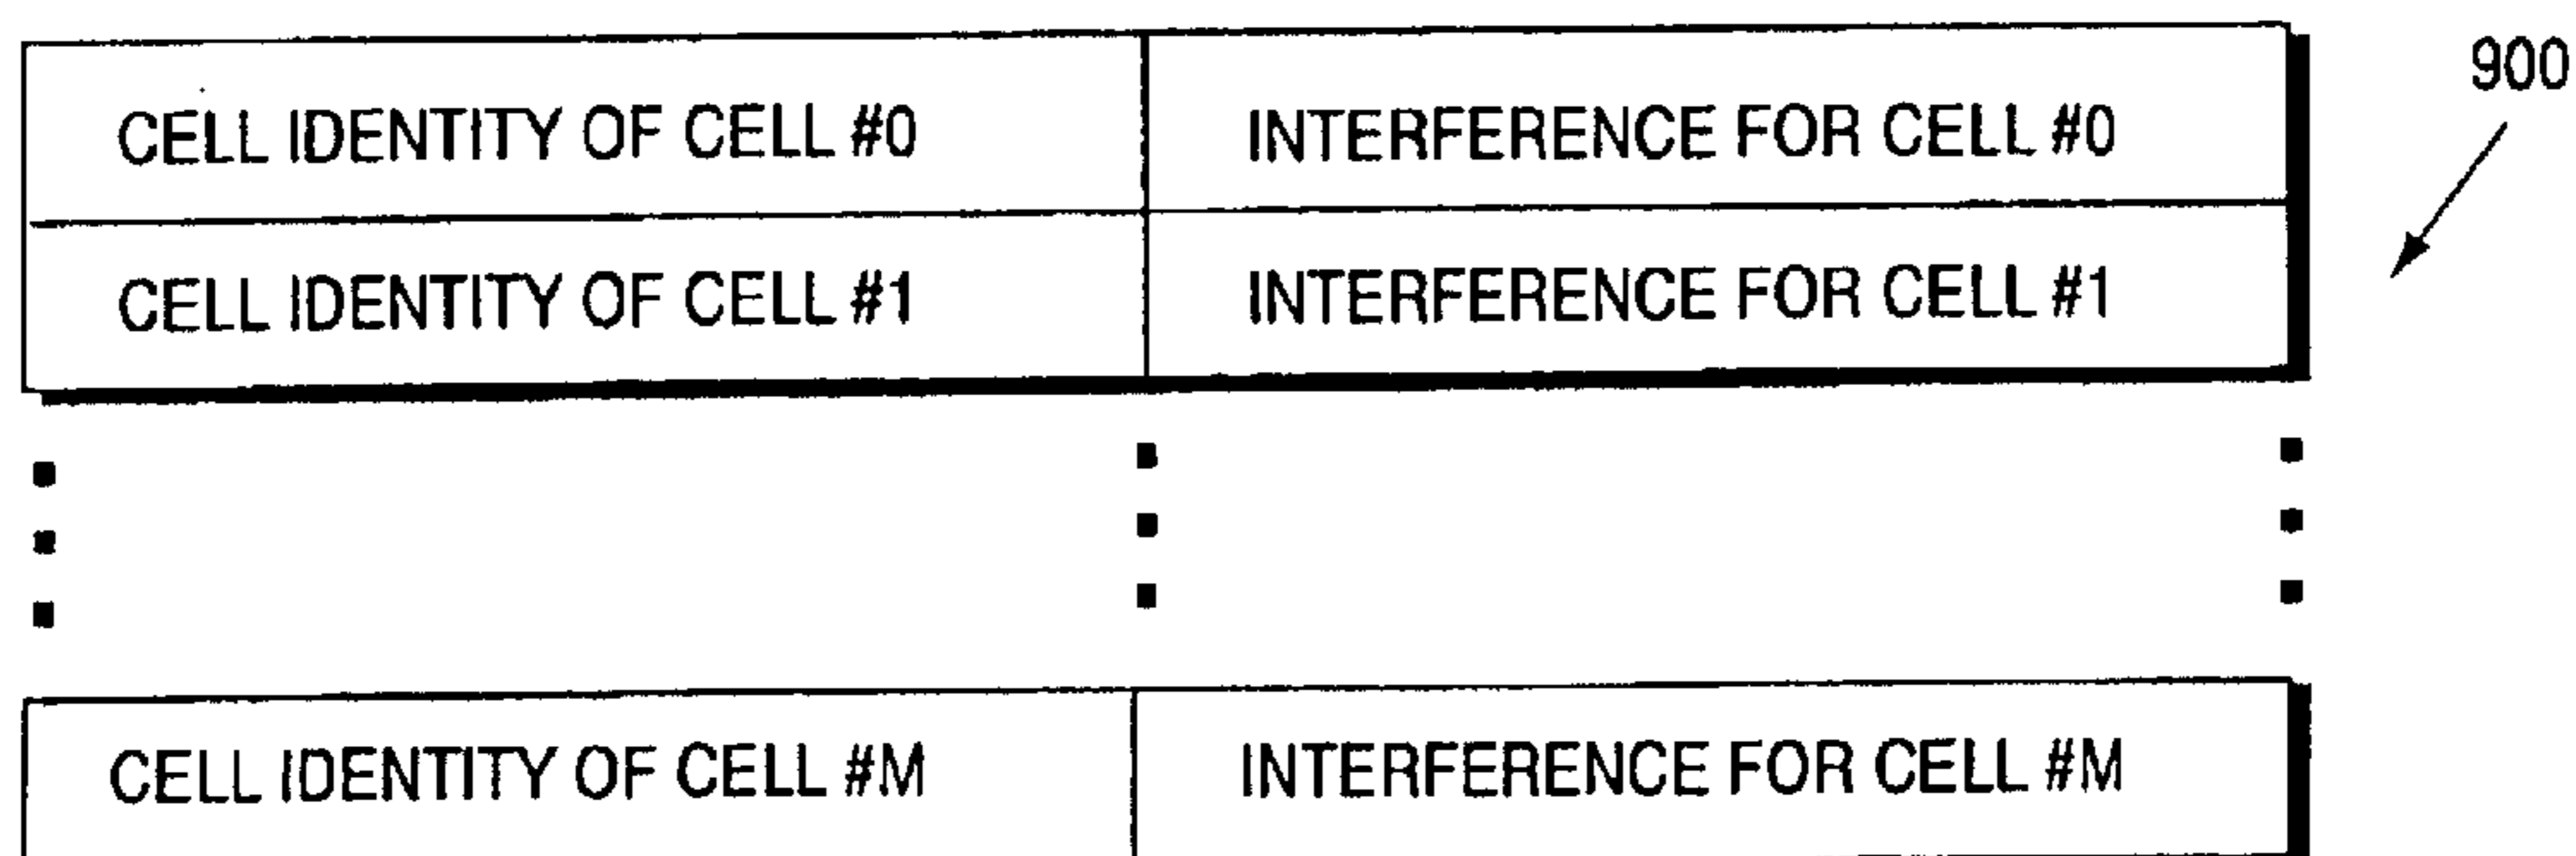 CELL IDENTITY OF CELL #0 INTERFERENCE FOR CELL #0
900
CELL IDENTITY OF CELL #1 INTERFERENCE FOR CELL #1
CELL IDENTITY OF CELL #M INTERFERENCE FOR CELL #M